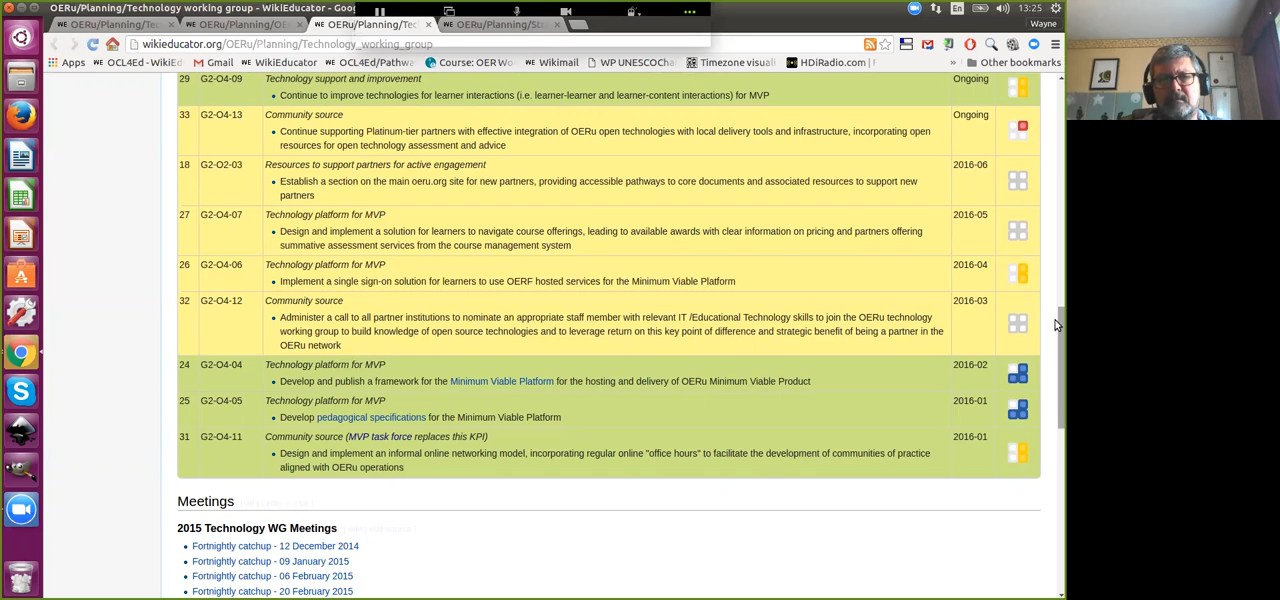 OERu/Planning/Technology working group - WikiEducator - Goo
En
13:25
WE OERu/Planning/Tec ×
WE OERu/Planning/OE ×
WE OERu/Planning/Tec ×
WE OERu/Planning/St ×
Wayne
wikieducator.org/OERu/Planning/Technology_working_group
Apps
WE OCL4Ed - WikiEd
Gmail
WE WikiEducator
WE OCL4Ed/Pathw
Course: OER Wo
WE Wikimail
WP UNESCOChai
Timezone visuali
HDiRadio.com | F
»
Other bookmarks
29 G2-O4-09 Technology support and improvement Ongoing
• Continue to improve technologies for learner interactions (i.e. learner-learner and learner-content interactions) for MVP
33 G2-O4-13 Community source Ongoing
• Continue supporting Platinum-tier partners with effective integration of OERu open technologies with local delivery tools and infrastructure, incorporating open
resources for open technology assessment and advice
18 G2-O2-03 Resources to support partners for active engagement 2016-06
• Establish a section on the main oeru.org site for new partners, providing accessible pathways to core documents and associated resources to support new
partners
27 G2-O4-07 Technology platform for MVP 2016-05
• Design and implement a solution for learners to navigate course offerings, leading to available awards with clear information on pricing and partners offering
summative assessment services from the course management system
26 G2-O4-06 Technology platform for MVP 2016-04
• Implement a single sign-on solution for learners to use OERF hosted services for the Minimum Viable Platform
32 G2-O4-12 Community source 2016-03
• Administer a call to all partner institutions to nominate an appropriate staff member with relevant IT /Educational Technology skills to join the OERu technology
working group to build knowledge of open source technologies and to leverage return on this key point of difference and strategic benefit of being a partner in the
OERu network
24 G2-O4-04 Technology platform for MVP 2016-02
• Develop and publish a framework for the Minimum Viable Platform for the hosting and delivery of OERu Minimum Viable Product
25 G2-O4-05 Technology platform for MVP 2016-01
• Develop pedagogical specifications for the Minimum Viable Platform
31 G2-O4-11 Community source (MVP task force replaces this KPI) 2016-01
• Design and implement an informal online networking model, incorporating regular online "office hours" to facilitate the development of communities of practice
aligned with OERu operations
Meetings
2015 Technology WG Meetings
• Fortnightly catchup - 12 December 2014
• Fortnightly catchup - 09 January 2015
• Fortnightly catchup - 06 February 2015
• Fortnightly catchup - 20 February 2015